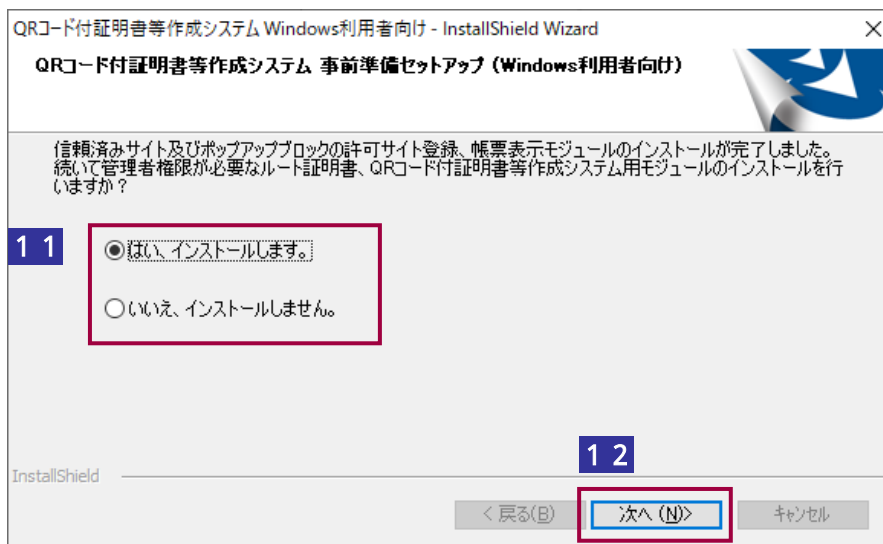 QRコード付証明書等作成システム Windows利用者向け - InstallShield Wizard
QRコード付証明書等作成システム 事前準備セットアップ (Windows利用者向け)
信頼済みサイト及びポップアップブロックの許可サイト登録、帳票表示モジュールのインストールが完了しました。
続いて管理者権限が必要なルート証明書、QRコード付証明書等作成システム用モジュールのインストールを行
いますか?
11
はい、インストールします。
いいえ、インストールしません。
12
InstallShield
< 戻る(B)
次へ (N)>
キャンセル